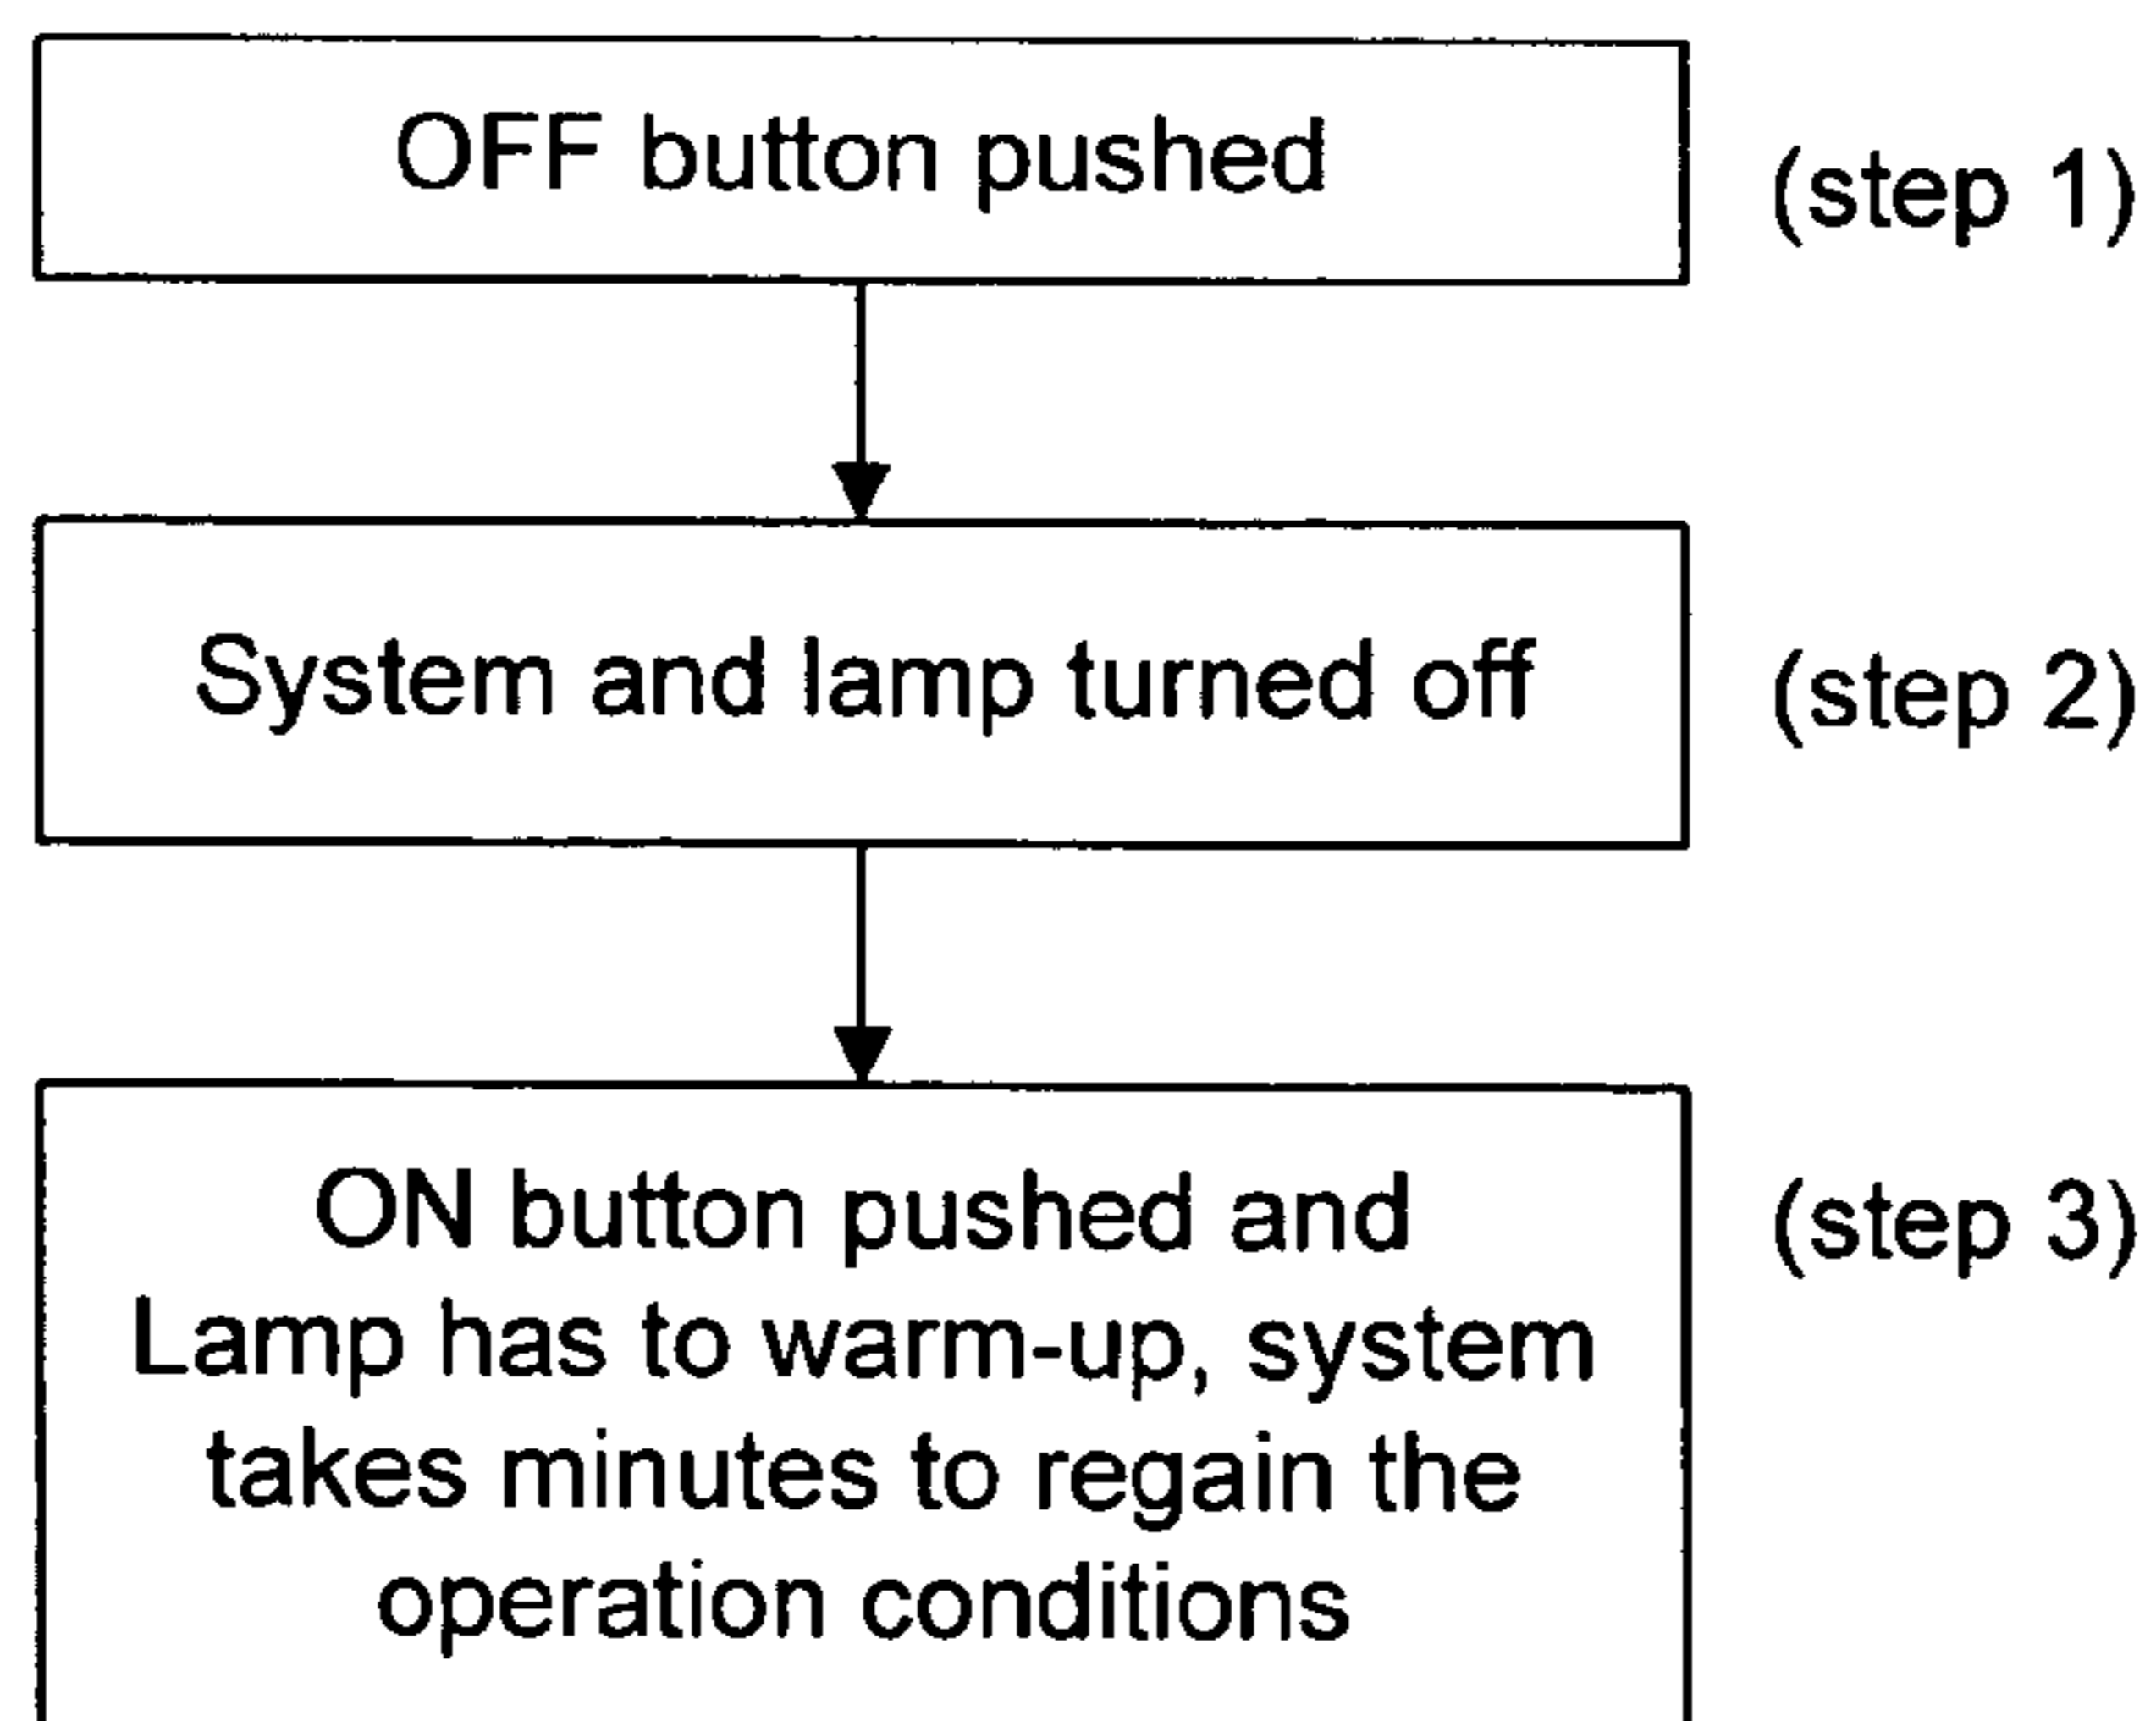 OFF button pushed
(step 1)
System and lamp turned off
(step 2)
ON button pushed and
(step 3)
Lamp has to warm-up, system
takes minutes to regain the
operation conditions